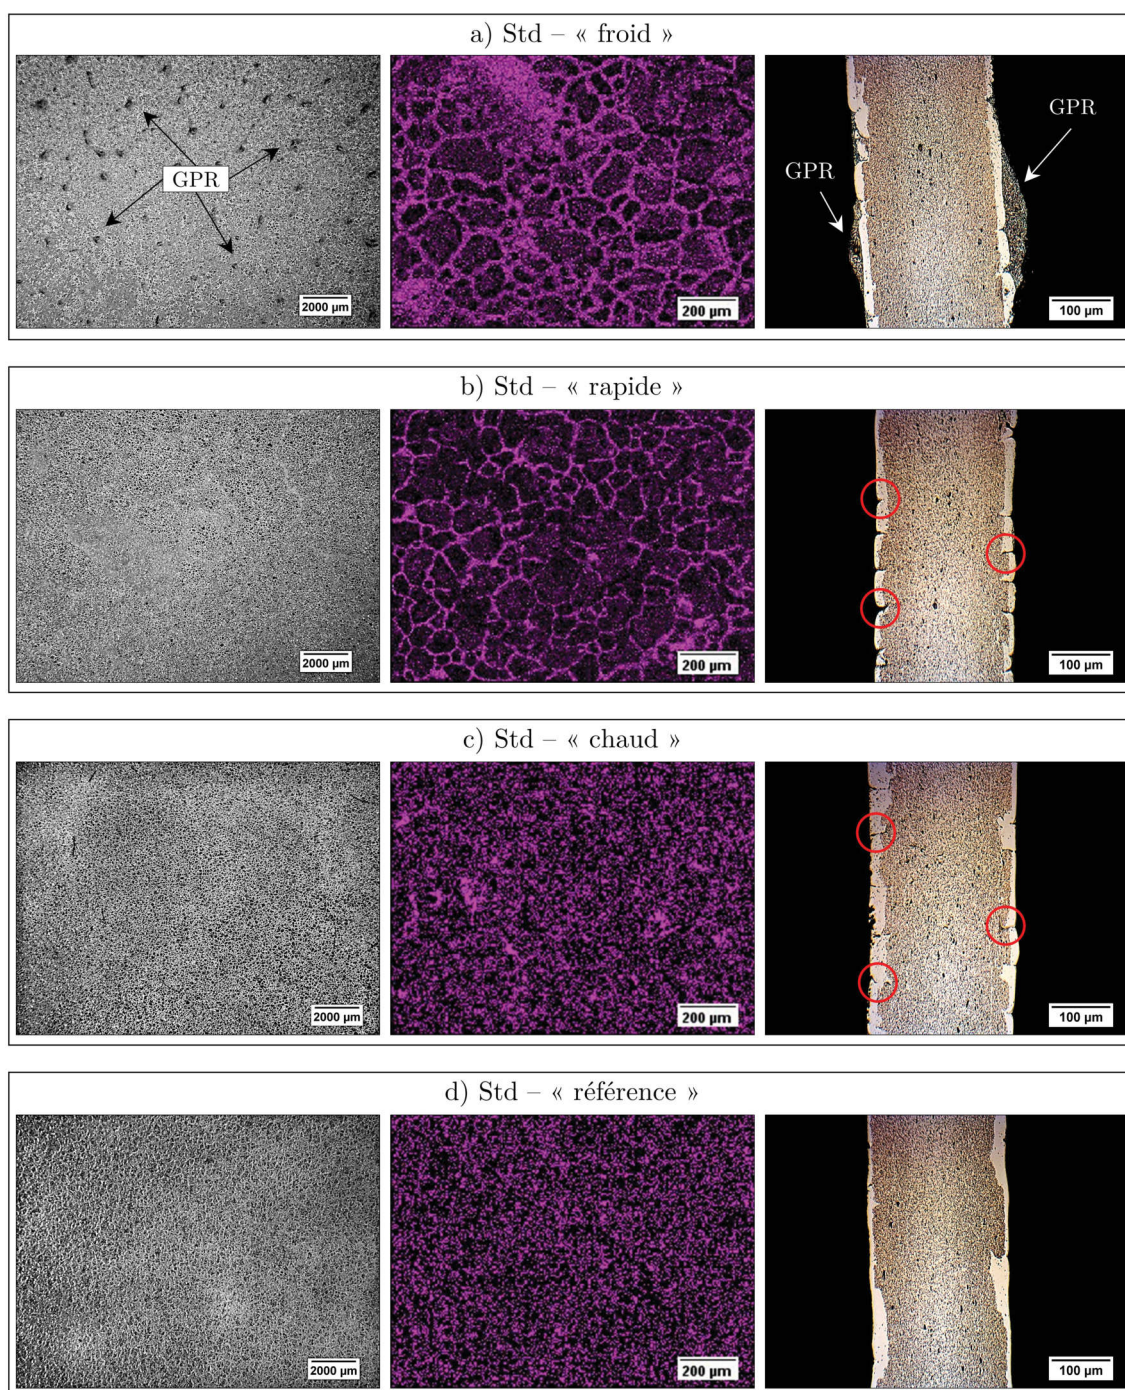 a) Std – « froid »
GPR
2000 µm
200 µm
GPR
GPR
100 µm
b) Std – « rapide »
2000 µm
200 µm
100 µm
c) Std – « chaud »
2000 µm
200 µm
100 µm
d) Std – « référence »
2000 µm
200 µm
100 µm